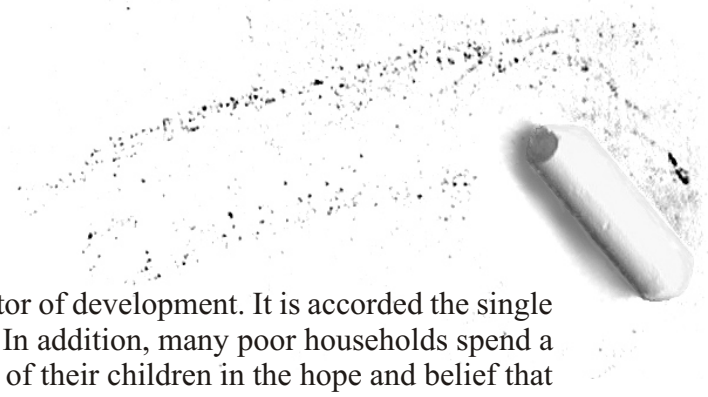 tor of development. It is accorded the single
In addition, many poor households spend a
of their children in the hope and belief that